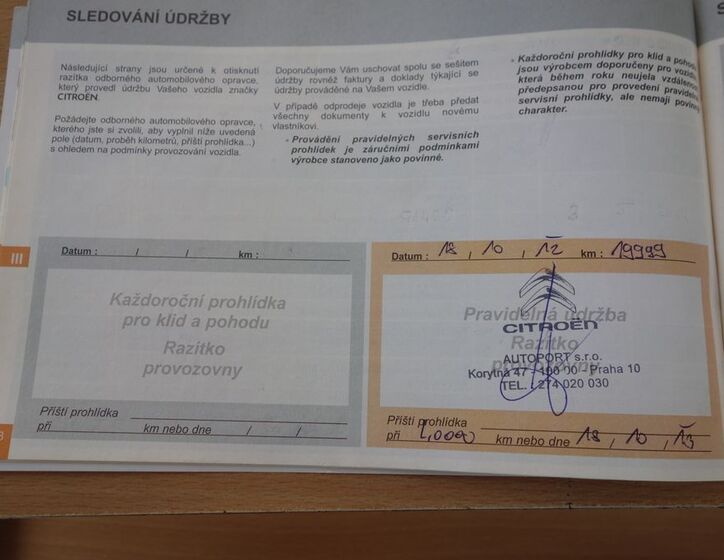 SLEDOVÁNÍ ÚDRŽBY
Následující strany jsou určené k otisknutí
razítka odborného automobilového opravce,
který provedl údržbu Vašeho vozidla značky
CITROËN.
Požádejte odborného automobilového opravce,
kterého jste si zvolili, aby vyplnil níže uvedená
pole (datum, proběh kilometrů, příští prohlídka...)
s ohledem na podmínky provozování vozidla.
Doporučujeme Vám uschovat spolu se sešitem
údržby rovněž faktury a doklady týkající se
údržby prováděné na Vašem vozidle.
V případě odprodeje vozidla je třeba předat
všechny dokumenty k vozidlu novému
vlastníkovi.
- Provádění pravidelných servisních
prohlídek je záručními podmínkami
výrobce stanoveno jako povinné.
- Každoroční prohlídky pro klid a pohodu
jsou výrobcem doporučeny pro vozidla,
která během roku neujela vzdálenost
předepsanou pro provedení pravidelné
servisní prohlídky, ale nemají povinný
charakter.
III
Datum : / / km :
Každoroční prohlídka
pro klid a pohodu
Razítko
provozovny
Příští prohlídka
při km nebo dne / /
Datum : 18 , 10 , 12 km : 19999
Pravidelná údržba
Razítko
provozovny
CITROËN
AUTOPORT s.r.o.
Korytná 47 - 100 00 - Praha 10
TEL.: 274 020 030
Příští prohlídka
při km nebo dne 18 , 10 , 13